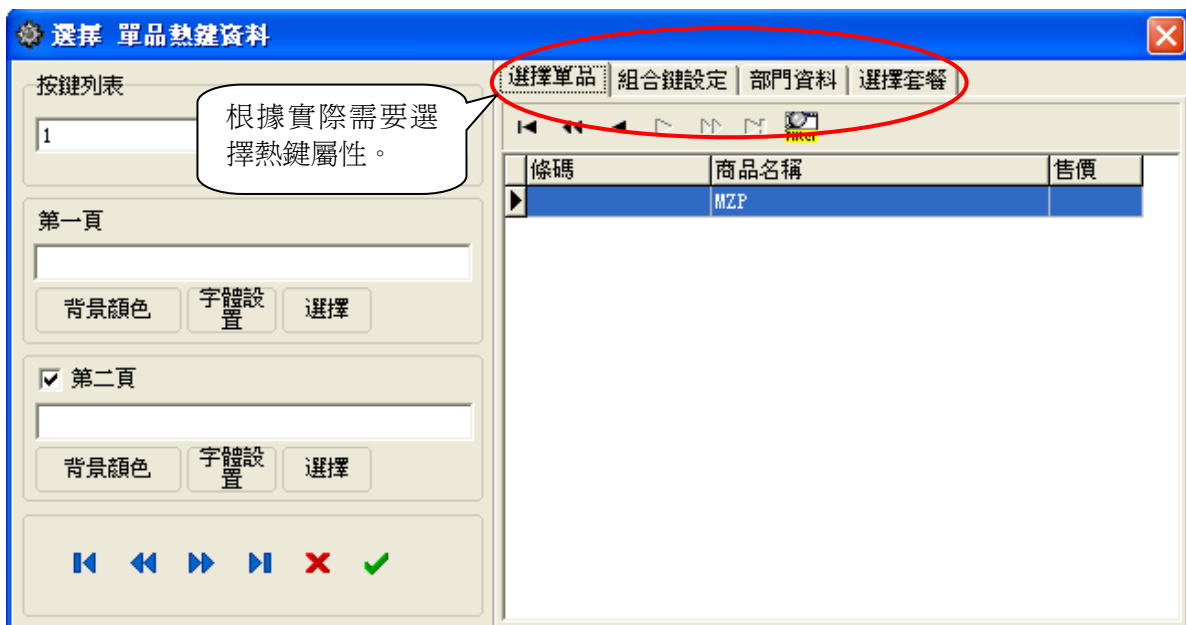 選擇 單品熱鍵資料
按鍵列表
1
根據實際需要選
擇熱鍵屬性。
第一頁
背景顏色
字體設
置
選擇
第二頁
背景顏色
字體設
置
選擇
選擇單品
組合鍵設定
部門資料
選擇套餐
filter
條碼
商品名稱
售價
MZP